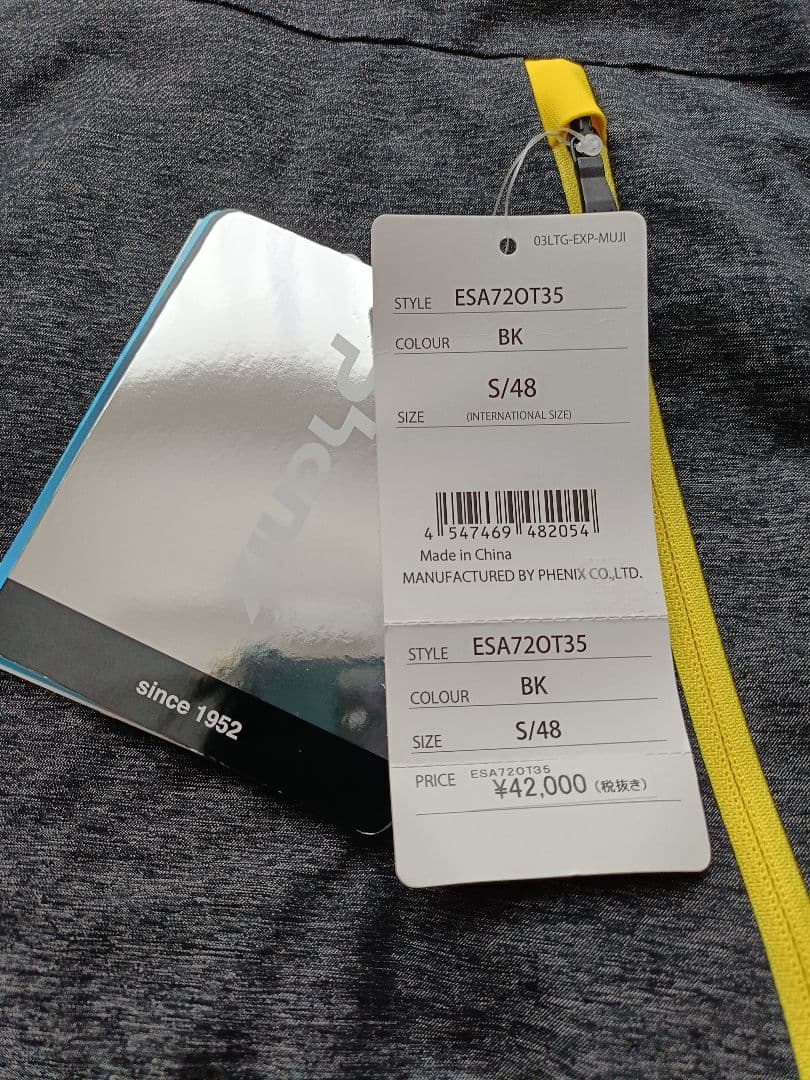 03LTG-EXP-MUJI
STYLE ESA72OT35
COLOUR BK
S/48
SIZE (INTERNATIONAL SIZE)
4 547469 482054
Made in China
MANUFACTURED BY PHENIX CO.,LTD.
STYLE ESA72OT35
COLOUR BK
SIZE S/48
ESA72OT35
PRICE ¥42,000(税抜き)
phenix
since 1952